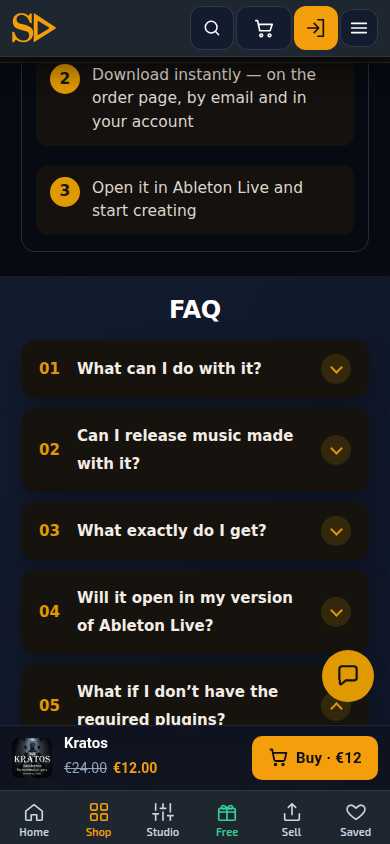 S
2
Download instantly — on the
order page, by email and in
your account
3
Open it in Ableton Live and
start creating
FAQ
01 What can I do with it?
02 Can I release music made
with it?
03 What exactly do I get?
04 Will it open in my version
of Ableton Live?
05 What if I don’t have the
required plugins?
KRATOS
Kratos
€24.00 €12.00
Buy · €12
Home Shop Studio Free Sell Saved